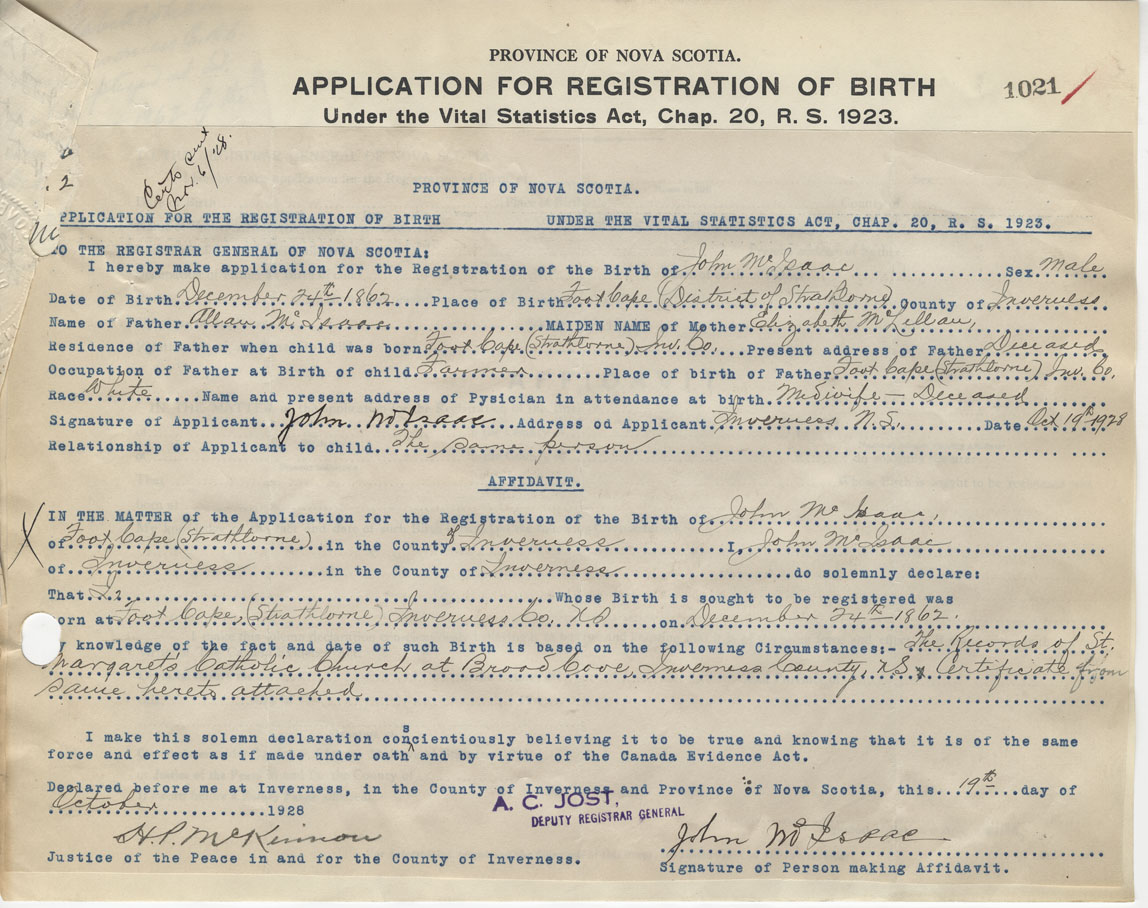 PROVINCE OF NOVA SCOTIA.
APPLICATION FOR REGISTRATION OF BIRTH
1021
Under the Vital Statistics Act, Chap. 20, R. S. 1923.
Certs sent
Nov. 6/28.
2
PROVINCE OF NOVA SCOTIA.
PPLICATION FOR THE REGISTRATION OF BIRTH UNDER THE VITAL STATISTICS ACT, CHAP. 20, R. S. 1923.
O THE REGISTRAR GENERAL OF NOVA SCOTIA:
I hereby make application for the Registration of the Birth of John McIsaac Sex Male
Date of Birth December 24th 1862 Place of Birth Foot Cape (District of Strathlorne) County of Inverness
Name of Father Allan McIsaac MAIDEN NAME of Mother Elizabeth McLellan,
Residence of Father when child was born Foot Cape (Strathlorne) Inv. Co. Present address of Father Deceased
Occupation of Father at Birth of child Farmer Place of birth of Father Foot Cape (Strathlorne) Inv. Co.
Race White Name and present address of Pysician in attendance at birth. Midwife - Deceased
Signature of Applicant John McIsaac Address od Applicant Inverness N.S. Date Oct 19th 1928
Relationship of Applicant to child The same person
AFFIDAVIT.
IN THE MATTER of the Application for the Registration of the Birth of John McIsaac,
of Foot Cape (Strathlorne) in the County of Inverness I, John McIsaac
of Inverness in the County of Inverness do solemnly declare:
That I Whose Birth is sought to be registered was
orn at Foot Cape, (Strathlorne) Inverness Co. N.S on December 24th 1862.
y knowledge of the fact and date of such Birth is based on the following Circumstances:- The Records of St.
Margaret's Catholic Church at Broad Cove, Inverness County, N.S, Certificate from
same hereto attached
I make this solemn declaration conscientiously believing it to be true and knowing that it is of the same
force and effect as if made under oath and by virtue of the Canada Evidence Act.
Declared before me at Inverness, in the County of Inverness and Province of Nova Scotia, this 19th day of
October 1928
A. C. JOST,
DEPUTY REGISTRAR GENERAL
H.P. McKinnon
John McIsaac
Justice of the Peace in and for the County of Inverness.
Signature of Person making Affidavit.